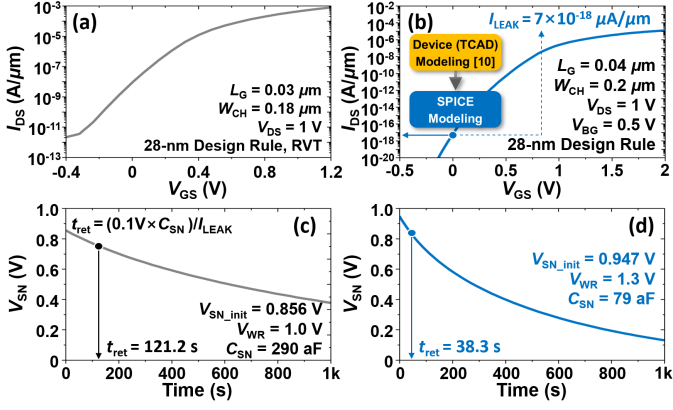 (a)
I_DS (A/μm)
10-3
10-5
10-7
10-9
10-11
10-13
L_G = 0.03 μm
W_CH = 0.18 μm
V_DS = 1 V
28-nm Design Rule, RVT
-0.4 0.0 0.4 0.8 1.2
V_GS (V)
(b)
I_LEAK = 7×10-18 μA/μm
I_DS (A/μm)
10-4
10-6
10-8
10-10
10-12
10-14
10-16
10-18
10-20
Device (TCAD)
Modeling [10]
SPICE
Modeling
L_G = 0.04 μm
W_CH = 0.2 μm
V_DS = 1V
V_BG = 0.5 V
28-nm Design Rule
-0.5 0 0.5 1 1.5 2
V_GS (V)
(c)
t_ret = (0.1V×C_SN)/I_LEAK
V_SN (V)
1.0
0.8
0.6
0.4
0.2
0
V_SN_init = 0.856 V
V_WR = 1.0 V
C_SN = 290 aF
t_ret = 121.2 s
0 200 400 600 800 1k
Time (s)
(d)
V_SN (V)
1.0
0.8
0.6
0.4
0.2
0
V_SN_init = 0.947 V
V_WR = 1.3 V
C_SN = 79 aF
t_ret = 38.3 s
0 200 400 600 800 1k
Time (s)